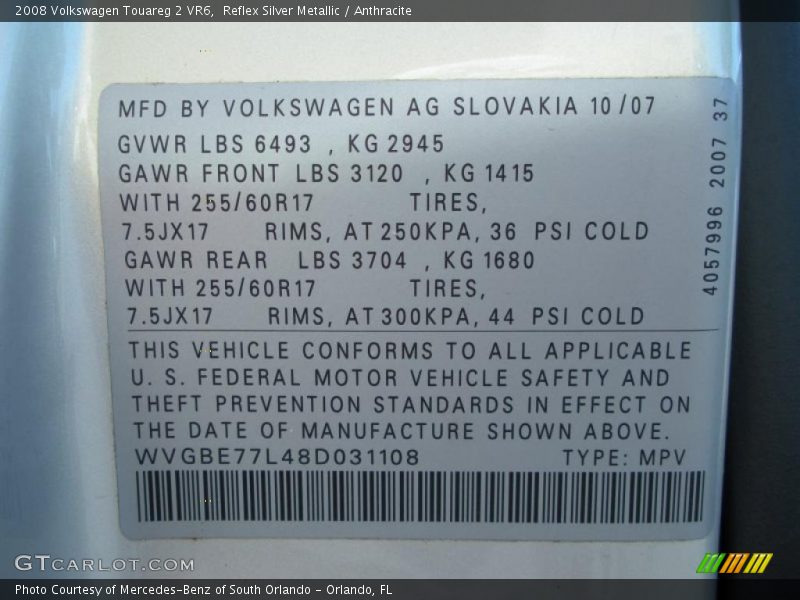 2008 Volkswagen Touareg 2 VR6,  Reflex Silver Metallic / Anthracite
MFD BY VOLKSWAGEN AG SLOVAKIA 10/07
GVWR LBS 6493 , KG 2945
GAWR FRONT LBS 3120 , KG 1415
WITH 255/60R17 TIRES,
7.5JX17 RIMS, AT 250KPA, 36 PSI COLD
GAWR REAR LBS 3704 , KG 1680
WITH 255/60R17 TIRES,
7.5JX17 RIMS, AT 300KPA, 44 PSI COLD
THIS VEHICLE CONFORMS TO ALL APPLICABLE
U. S. FEDERAL MOTOR VEHICLE SAFETY AND
THEFT PREVENTION STANDARDS IN EFFECT ON
THE DATE OF MANUFACTURE SHOWN ABOVE.
WVGBE77L48D031108 TYPE: MPV
4057996 2007 37
GTCARLOT.COM
Photo Courtesy of Mercedes-Benz of South Orlando - Orlando, FL